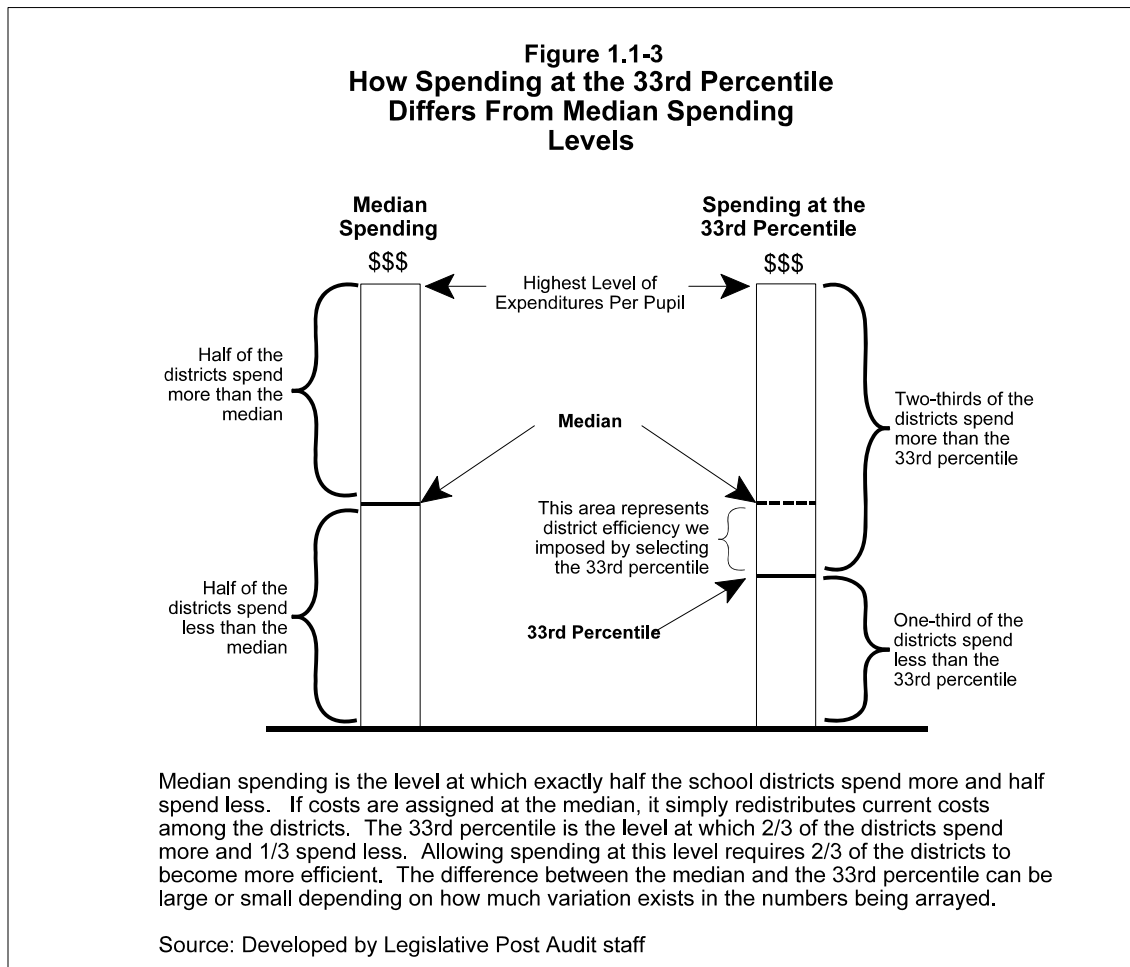 Figure 1.1-3
How Spending at the 33rd Percentile
Differs From Median Spending
Levels
Median
Spending
$$$
Spending at the
33rd Percentile
$$$
Highest Level of
Expenditures Per Pupil
Half of the
districts spend
more than the
median
Median
Two-thirds of the
districts spend
more than the
33rd percentile
This area represents
district efficiency we
imposed by selecting
the 33rd percentile
Half of the
districts spend
less than the
median
33rd Percentile
One-third of the
districts spend
less than the
33rd percentile
Median spending is the level at which exactly half the school districts spend more and half
spend less.   If costs are assigned at the median, it simply redistributes current costs
among the districts.  The 33rd percentile is the level at which 2/3 of the districts spend
more and 1/3 spend less.  Allowing spending at this level requires 2/3 of the districts to
become more efficient.  The difference between the median and the 33rd percentile can be
large or small depending on how much variation exists in the numbers being arrayed.
Source: Developed by Legislative Post Audit staff